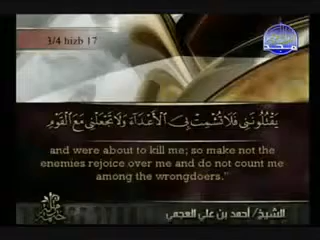 3/4 hizb 17
يَقْتُلُونَنِي فَلَا تُشْمِتْ بِيَ الْأَعْدَاءَ وَلَا تَجْعَلْنِي مَعَ الْقَوْمِ
and were about to kill me; so make not the
enemies rejoice over me and do not count me
among the wrongdoers."
الشيخ/ أحمد بن علي العجمي